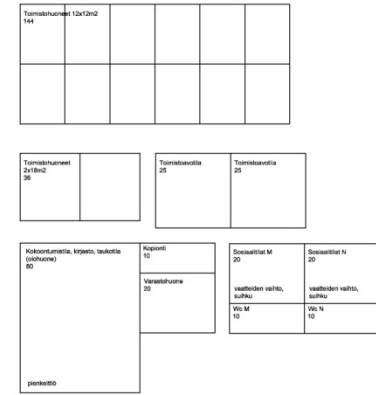 Toimistohuoneet 12x12m2
144
Toimistohuoneet
2x18m2
36
Toimistoavotila
25
Toimistoavotila
25
Kokoontumistila, kirjasto, taukotila
(olohuone)
80
pienkeittiö
Kopionti
10
Varastohuone
20
Sosiaalitilat M
20
vaatteiden vaihto,
suihku
Sosiaalitilat N
20
vaatteiden vaihto,
suihku
Wc M
10
Wc N
10